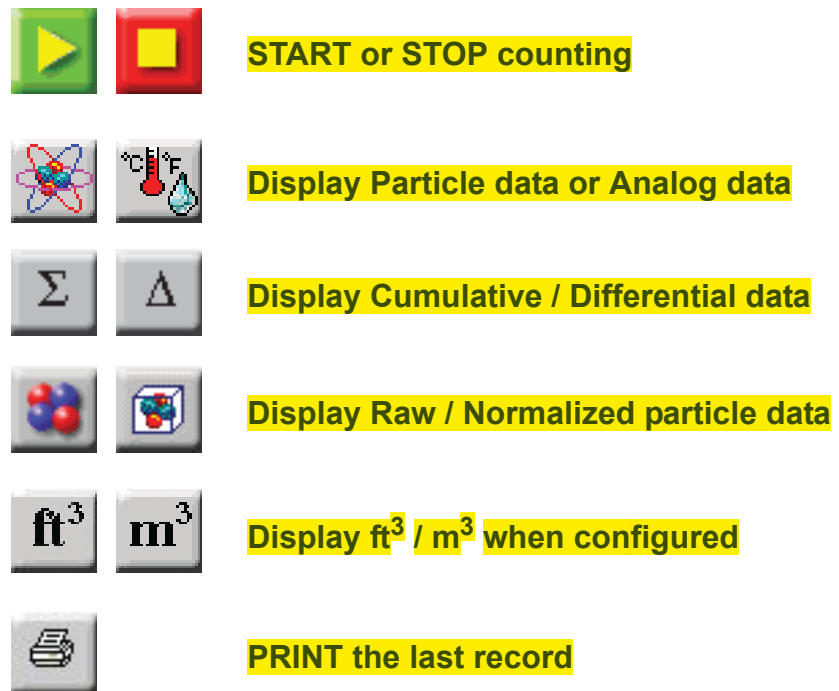 START or STOP counting
°C °F
Display Particle data or Analog data
Σ Δ
Display Cumulative / Differential data
Display Raw / Normalized particle data
ft³ m³
Display ft³ / m³ when configured
PRINT the last record